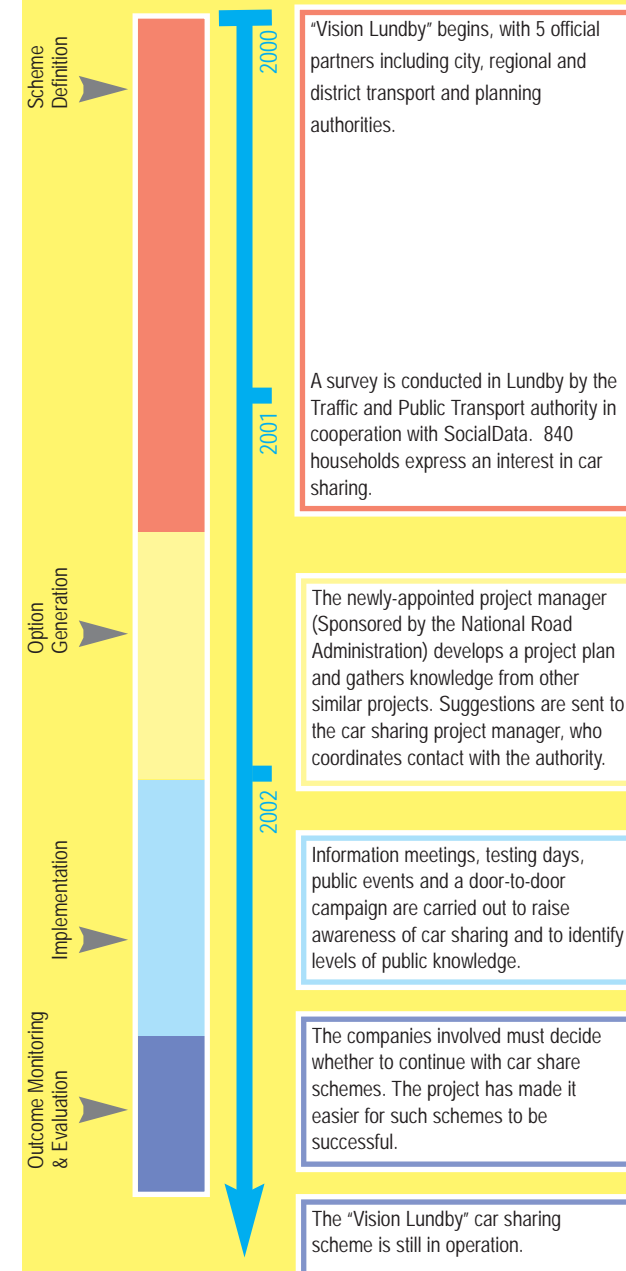 Scheme
Definition
2000
“Vision Lundby” begins, with 5 official
partners including city, regional and
district transport and planning
authorities.
2001
A survey is conducted in Lundby by the
Traffic and Public Transport authority in
cooperation with SocialData. 840
households express an interest in car
sharing.
Option
Generation
The newly-appointed project manager
(Sponsored by the National Road
Administration) develops a project plan
and gathers knowledge from other
similar projects. Suggestions are sent to
the car sharing project manager, who
coordinates contact with the authority.
2002
Implementation
Information meetings, testing days,
public events and a door-to-door
campaign are carried out to raise
awareness of car sharing and to identify
levels of public knowledge.
Outcome Monitoring
& Evaluation
The companies involved must decide
whether to continue with car share
schemes. The project has made it
easier for such schemes to be
successful.
The “Vision Lundby” car sharing
scheme is still in operation.